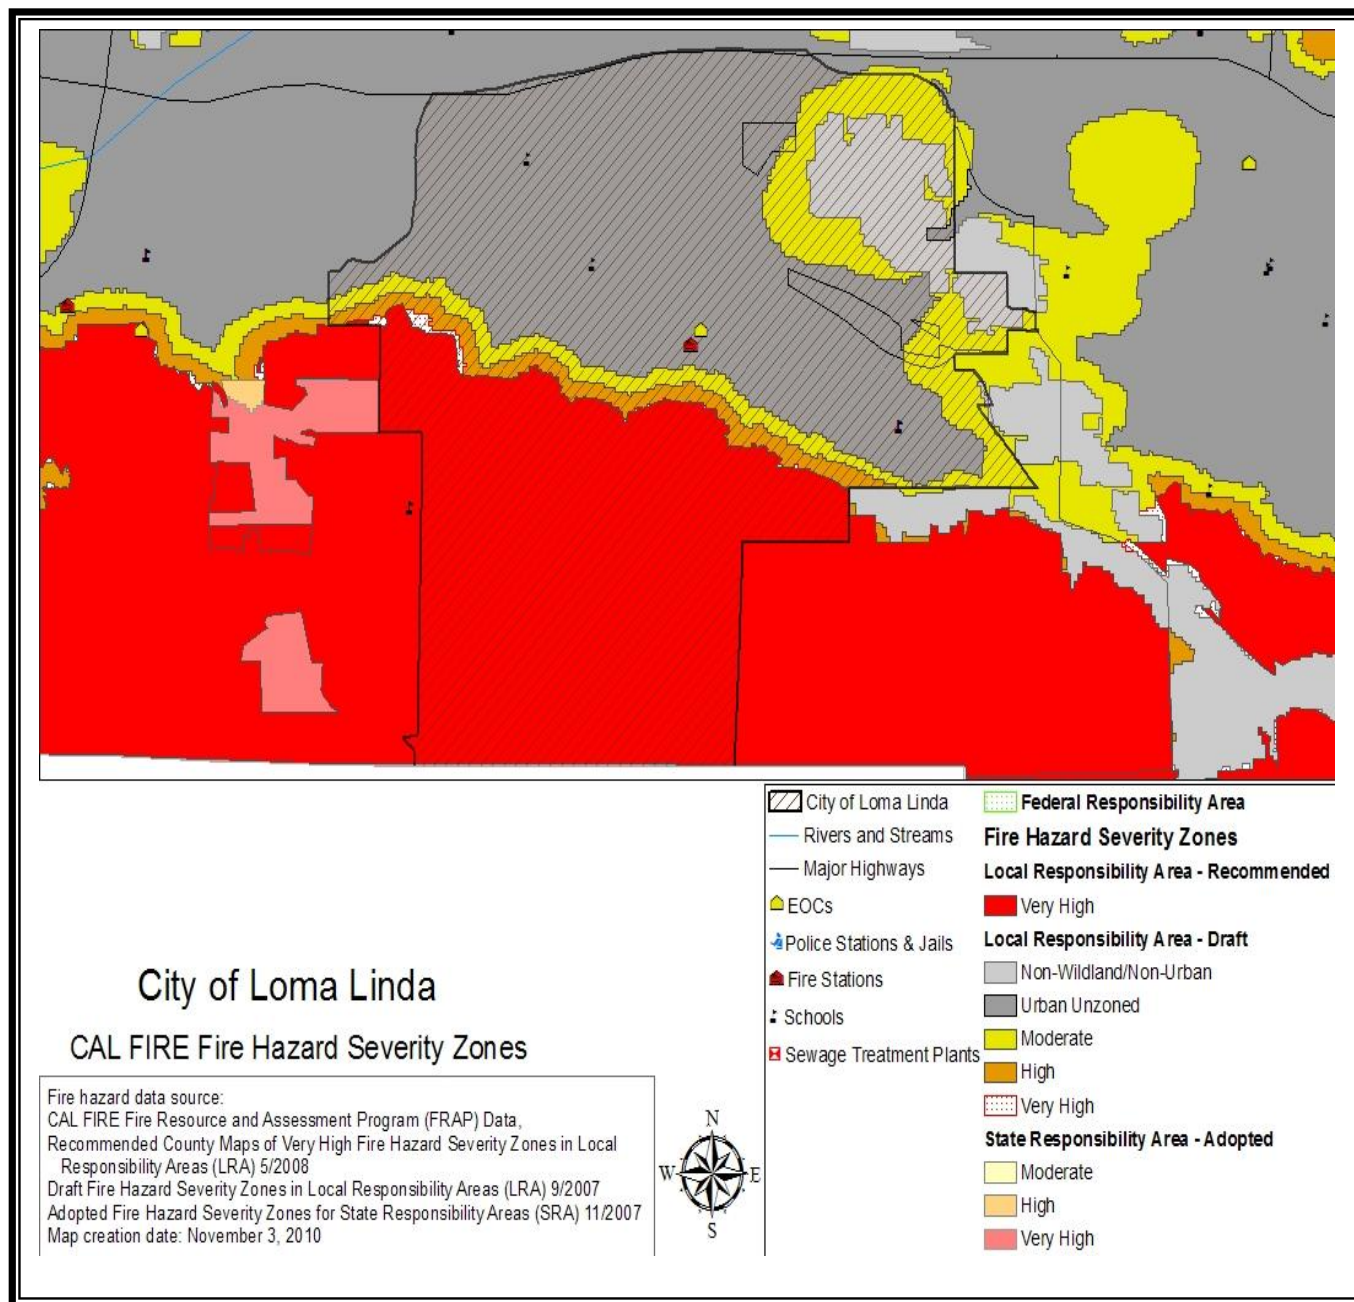 City of Loma Linda
Rivers and Streams
Major Highways
EOCs
Police Stations & Jails
Fire Stations
Schools
Sewage Treatment Plants
Federal Responsibility Area
Fire Hazard Severity Zones
Local Responsibility Area - Recommended
Very High
Local Responsibility Area - Draft
Non-Wildland/Non-Urban
Urban Unzoned
Moderate
High
Very High
State Responsibility Area - Adopted
Moderate
High
Very High
City of Loma Linda
CAL FIRE Fire Hazard Severity Zones
Fire hazard data source:
CAL FIRE Fire Resource and Assessment Program (FRAP) Data,
Recommended County Maps of Very High Fire Hazard Severity Zones in Local
Responsibility Areas (LRA) 5/2008
Draft Fire Hazard Severity Zones in Local Responsibility Areas (LRA) 9/2007
Adopted Fire Hazard Severity Zones for State Responsibility Areas (SRA) 11/2007
Map creation date: November 3, 2010
N
W
E
S